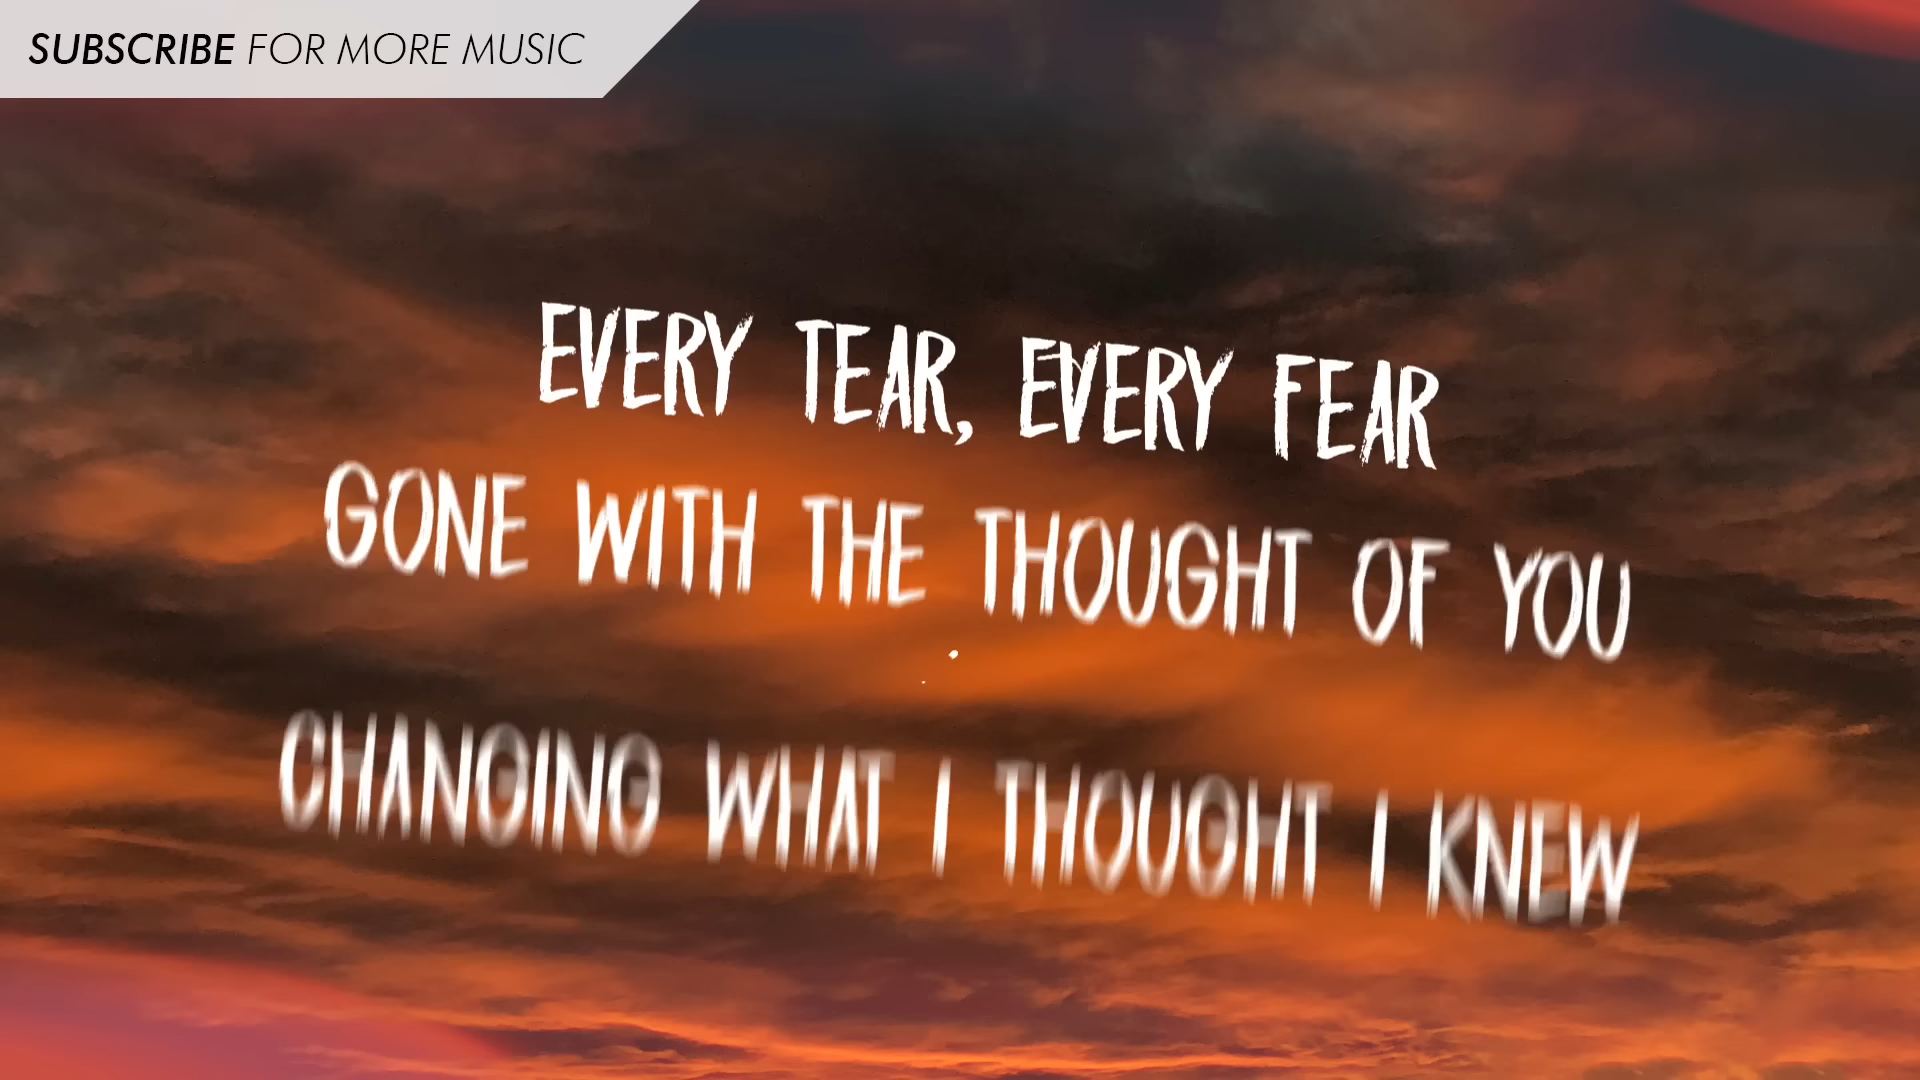 SUBSCRIBE FOR MORE MUSIC
EVERY TEAR, EVERY FEAR
GONE WITH THE THOUGHT OF YOU
CHANGING WHAT I THOUGHT I KNEW